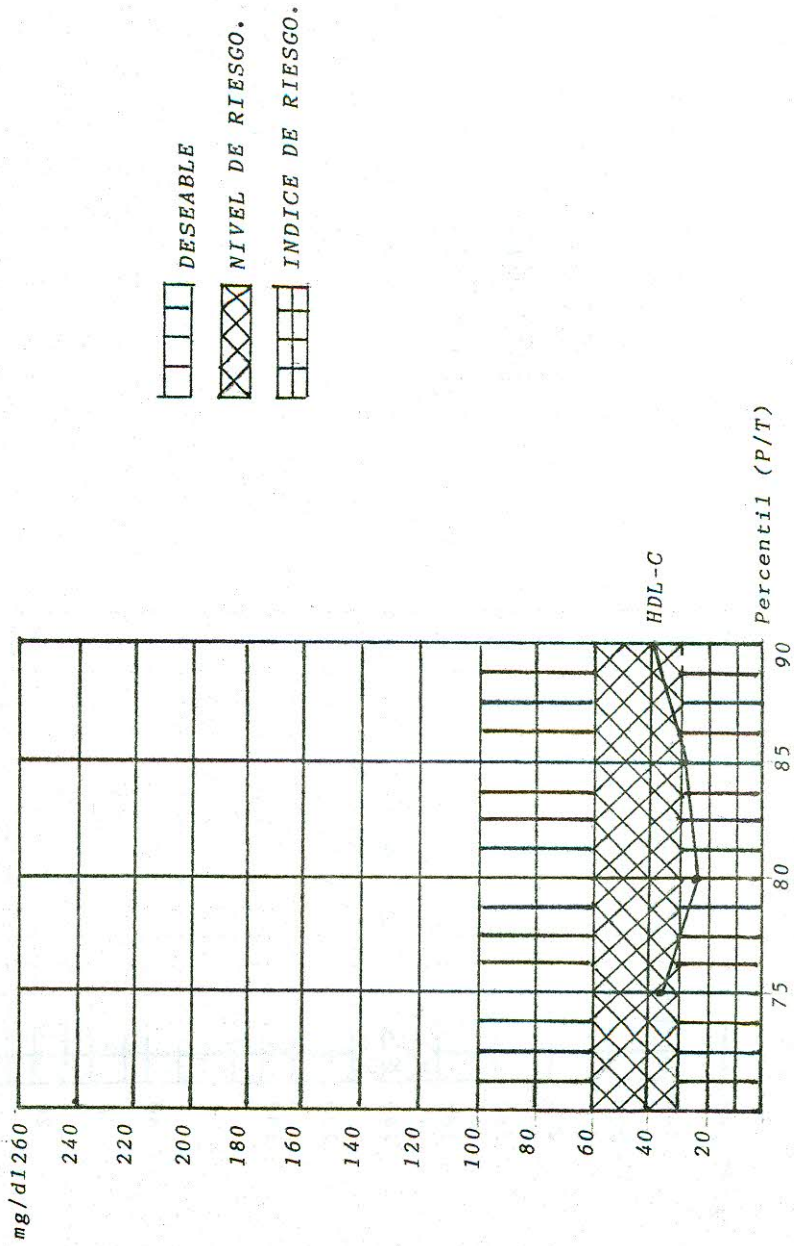 mg/dl 260
240
220
200
180
160
140
120
100
80
60
40
20
75
80
85
90
HDL-C
Percentil (P/T)
DESEABLE
NIVEL DE RIESGO.
INDICE DE RIESGO.